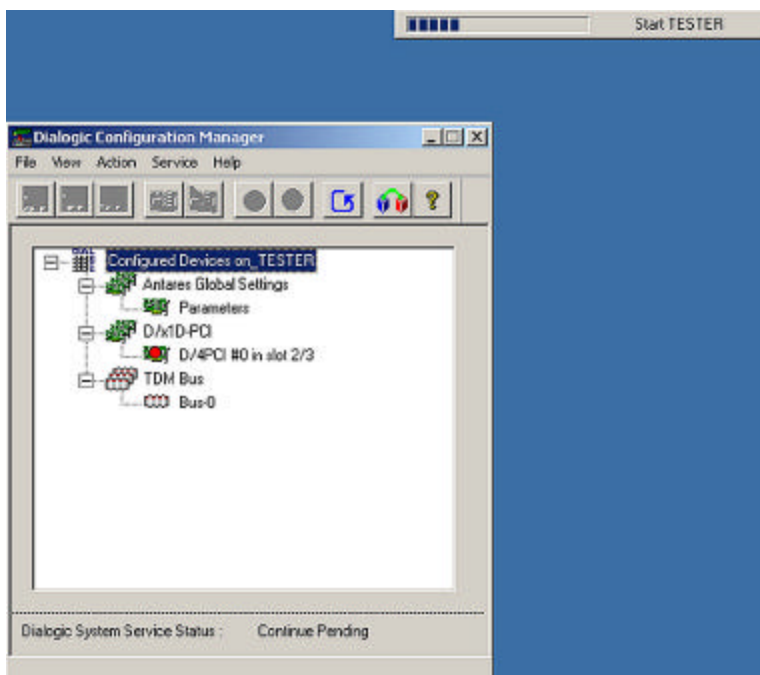 Start TESTER
Dialogic Configuration Manager
File View Action Service Help
Configured Devices on_TESTER
Antares Global Settings
Parameters
D/x1D-PCI
D/4PCI #0 in slot 2/3
TDM Bus
Bus-0
Dialogic System Service Status : Continue Pending